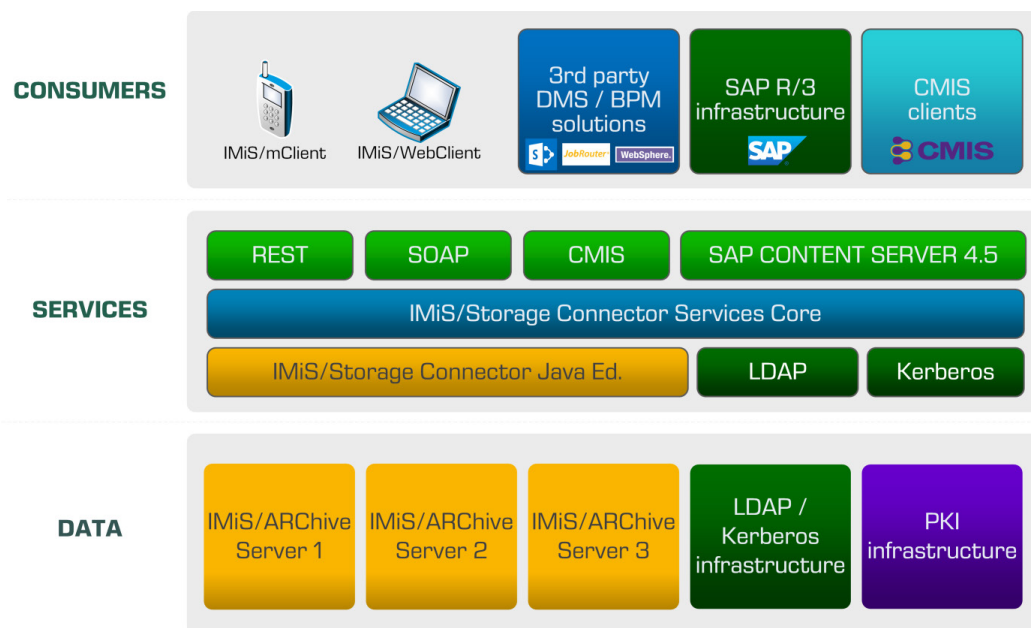 CONSUMERS
IMiS/mClient
IMiS/WebClient
3rd party
DMS / BPM
solutions
S
JobRouter
WebSphere.
SAP R/3
infrastructure
SAP
CMIS
clients
CMIS
SERVICES
REST
SOAP
CMIS
SAP CONTENT SERVER 4.5
IMiS/Storage Connector Services Core
IMiS/Storage Connector Java Ed.
LDAP
Kerberos
DATA
IMiS/ARChive
Server 1
IMiS/ARChive
Server 2
IMiS/ARChive
Server 3
LDAP /
Kerberos
infrastructure
PKI
infrastructure